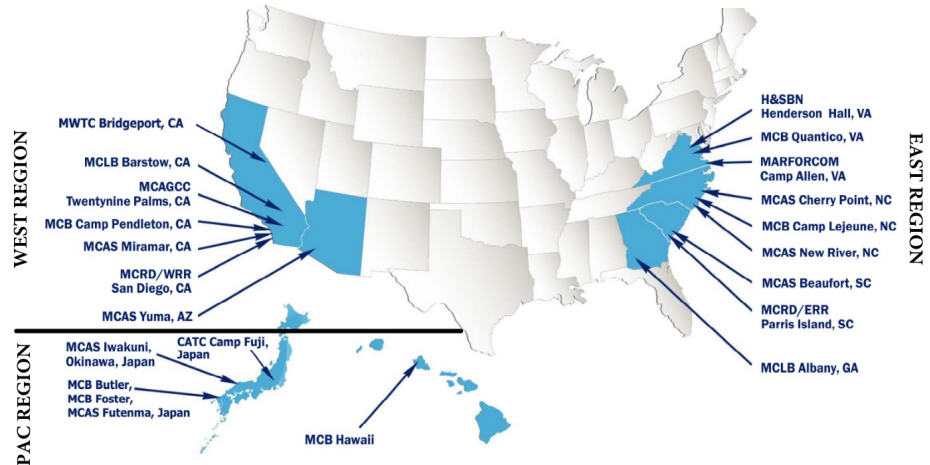 WEST REGION
MWTC Bridgeport, CA
MCLB Barstow, CA
MCAGCC
Twentynine Palms, CA
MCB Camp Pendleton, CA
MCAS Miramar, CA
MCRD/WRR
San Diego, CA
MCAS Yuma, AZ
EAST REGION
H&SBN
Henderson Hall, VA
MCB Quantico, VA
MARFORCOM
Camp Allen, VA
MCAS Cherry Point, NC
MCB Camp Lejeune, NC
MCAS New River, NC
MCAS Beaufort, SC
MCRD/ERR
Parris Island, SC
MCLB Albany, GA
PAC REGION
MCAS Iwakuni,
Okinawa, Japan
CATC Camp Fuji,
Japan
MCB Butler,
MCB Foster,
MCAS Futenma, Japan
MCB Hawaii